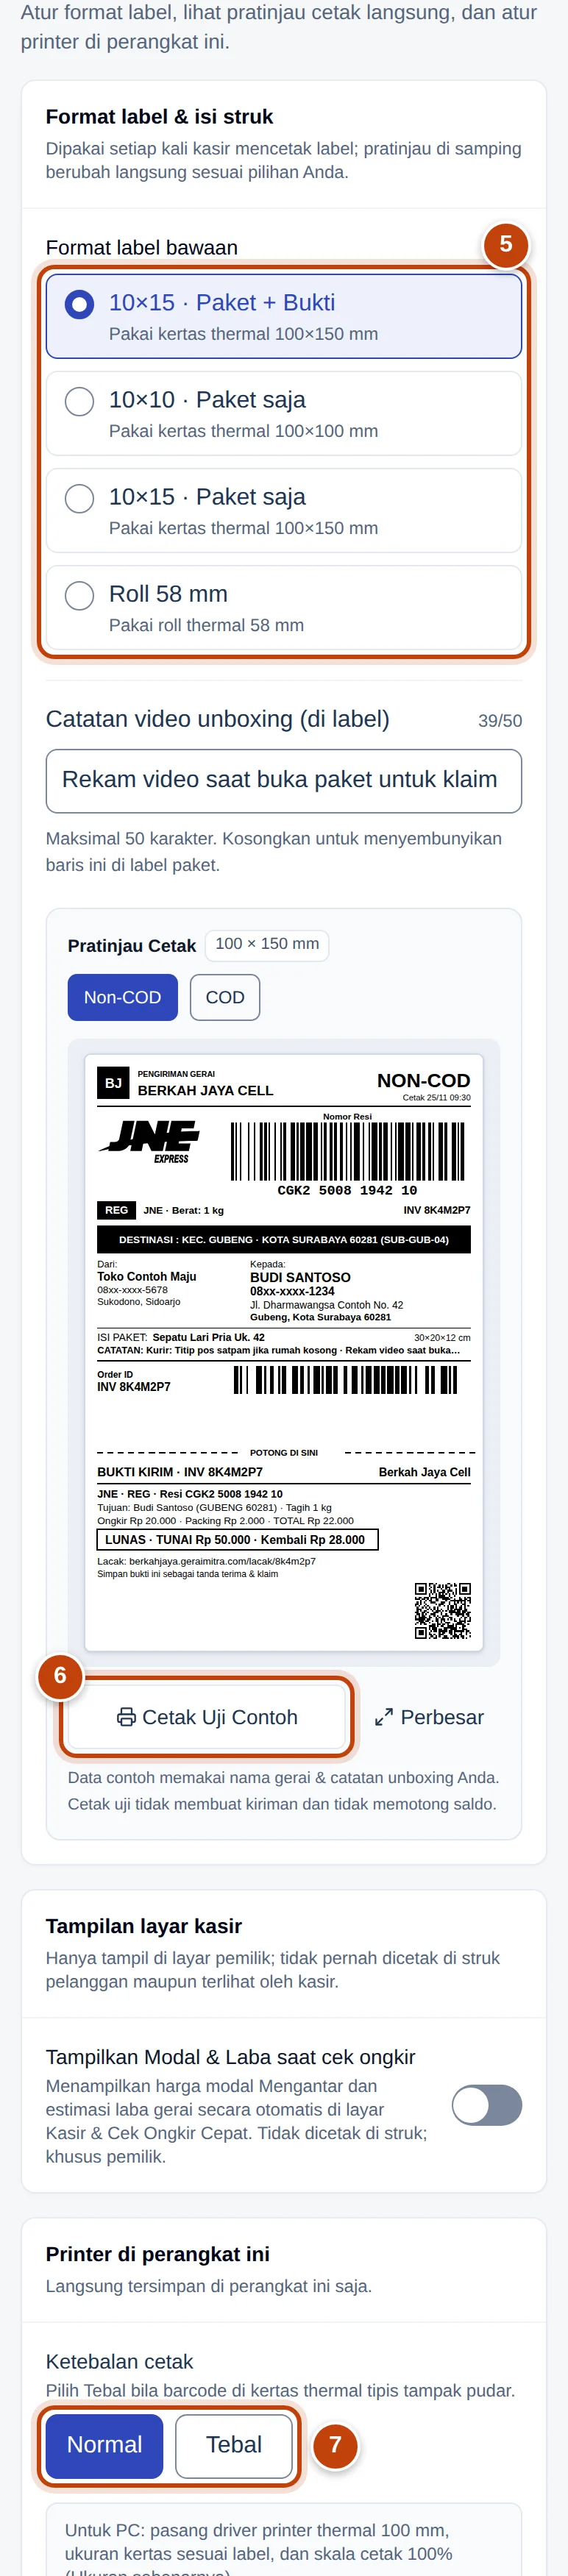 Atur format label, lihat pratinjau cetak langsung, dan atur
printer di perangkat ini.
Format label & isi struk
Dipakai setiap kali kasir mencetak label; pratinjau di samping
berubah langsung sesuai pilihan Anda.
Format label bawaan
5
10×15 · Paket + Bukti
Pakai kertas thermal 100×150 mm
10×10 · Paket saja
Pakai kertas thermal 100×100 mm
10×15 · Paket saja
Pakai kertas thermal 100×150 mm
Roll 58 mm
Pakai roll thermal 58 mm
Catatan video unboxing (di label)
39/50
Rekam video saat buka paket untuk klaim
Maksimal 50 karakter. Kosongkan untuk menyembunyikan
baris ini di label paket.
Pratinjau Cetak
100 × 150 mm
Non-COD
COD
BJ
PENGIRIMAN GERAI
BERKAH JAYA CELL
NON-COD
Cetak 25/11 09:30
JNE
EXPRESS
Nomor Resi
CGK2 5008 1942 10
REG
JNE · Berat: 1 kg
INV 8K4M2P7
DESTINASI : KEC. GUBENG · KOTA SURABAYA 60281 (SUB-GUB-04)
Dari:
Toko Contoh Maju
08xx-xxxx-5678
Sukodono, Sidoarjo
Kepada:
BUDI SANTOSO
08xx-xxxx-1234
Jl. Dharmawangsa Contoh No. 42
Gubeng, Kota Surabaya 60281
ISI PAKET: Sepatu Lari Pria Uk. 42
30×20×12 cm
CATATAN: Kurir: Titip pos satpam jika rumah kosong · Rekam video saat buka…
Order ID
INV 8K4M2P7
POTONG DI SINI
BUKTI KIRIM · INV 8K4M2P7
Berkah Jaya Cell
JNE · REG · Resi CGK2 5008 1942 10
Tujuan: Budi Santoso (GUBENG 60281) · Tagih 1 kg
Ongkir Rp 20.000 · Packing Rp 2.000 · TOTAL Rp 22.000
LUNAS · TUNAI Rp 50.000 · Kembali Rp 28.000
Lacak: berkahjaya.geraimitra.com/lacak/8k4m2p7
Simpan bukti ini sebagai tanda terima & klaim
6
Cetak Uji Contoh
Perbesar
Data contoh memakai nama gerai & catatan unboxing Anda.
Cetak uji tidak membuat kiriman dan tidak memotong saldo.
Tampilan layar kasir
Hanya tampil di layar pemilik; tidak pernah dicetak di struk
pelanggan maupun terlihat oleh kasir.
Tampilkan Modal & Laba saat cek ongkir
Menampilkan harga modal Mengantar dan
estimasi laba gerai secara otomatis di layar
Kasir & Cek Ongkir Cepat. Tidak dicetak di struk;
khusus pemilik.
Printer di perangkat ini
Langsung tersimpan di perangkat ini saja.
Ketebalan cetak
Pilih Tebal bila barcode di kertas thermal tipis tampak pudar.
Normal
Tebal
7
Untuk PC: pasang driver printer thermal 100 mm,
ukuran kertas sesuai label, dan skala cetak 100%
(Ukuran sebenarnya)